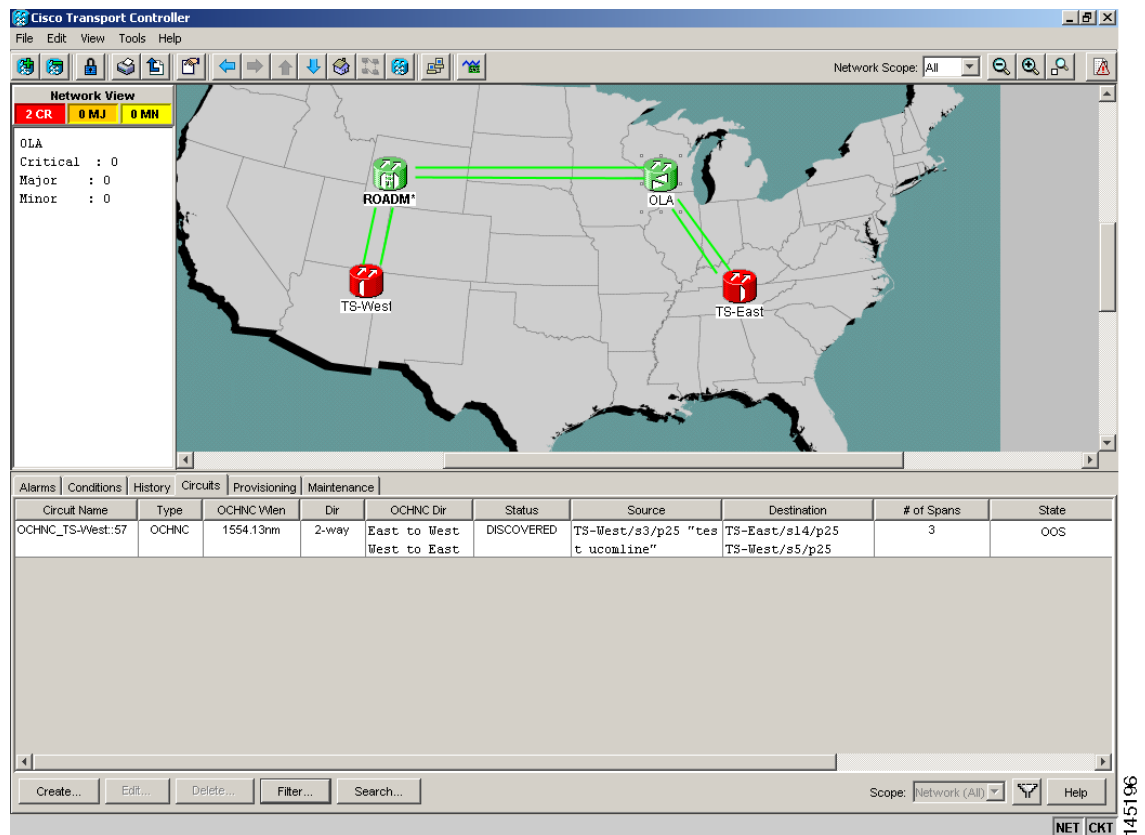 Cisco Transport Controller
File Edit View Tools Help
Network Scope: All
Network View
2 CR 0 MJ 0 MN
OLA
Critical : 0
Major : 0
Minor : 0
ROADM*
OLA
TS-West
TS-East
Alarms Conditions History Circuits Provisioning Maintenance
Circuit Name Type OCHNC Wlen Dir OCHNC Dir Status Source Destination # of Spans State
OCHNC_TS-West::57 OCHNC 1554.13nm 2-way East to West DISCOVERED TS-West/s3/p25 "tes TS-East/s14/p25 3 OOS
West to East t ucomline" TS-West/s5/p25
Create... Edit... Delete... Filter... Search... Scope: Network (All) Help
NET CKT
145196